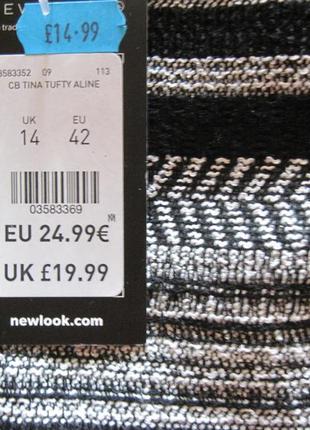 £14.99
3583352 09 113
CB TINA TUFTY ALINE
UK EU
14 42
03583369
EU 24.99€
UK £19.99
newlook.com